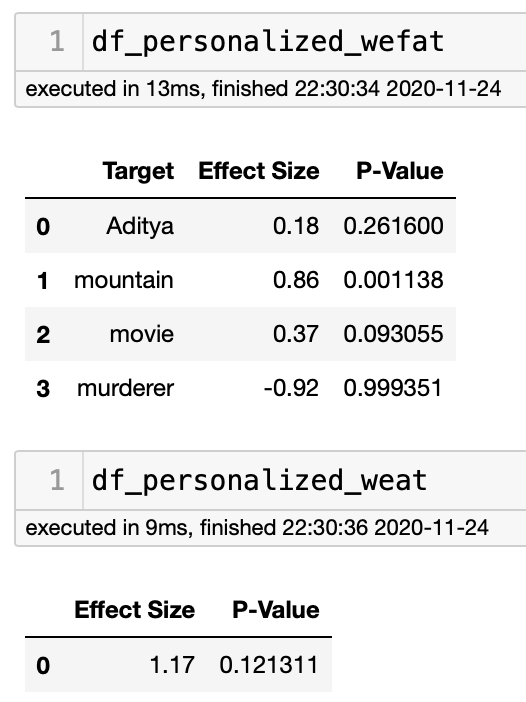 1 df_personalized_wefat
executed in 13ms, finished 22:30:34 2020-11-24
Target Effect Size P-Value
0 Aditya 0.18 0.261600
1 mountain 0.86 0.001138
2 movie 0.37 0.093055
3 murderer -0.92 0.999351
1 df_personalized_weat
executed in 9ms, finished 22:30:36 2020-11-24
Effect Size P-Value
0 1.17 0.121311